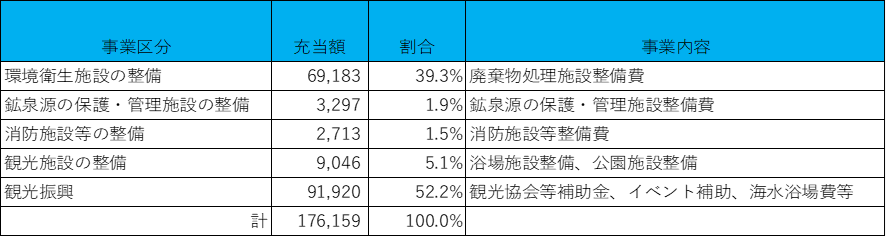 事業区分 充当額 割合 事業内容
環境衛生施設の整備 69,183 39.3% 廃棄物処理施設整備費
鉱泉源の保護・管理施設の整備 3,297 1.9% 鉱泉源の保護・管理施設整備費
消防施設等の整備 2,713 1.5% 消防施設等整備費
観光施設の整備 9,046 5.1% 浴場施設整備、公園施設整備
観光振興 91,920 52.2% 観光協会等補助金、イベント補助、海水浴場費等
計 176,159 100.0%